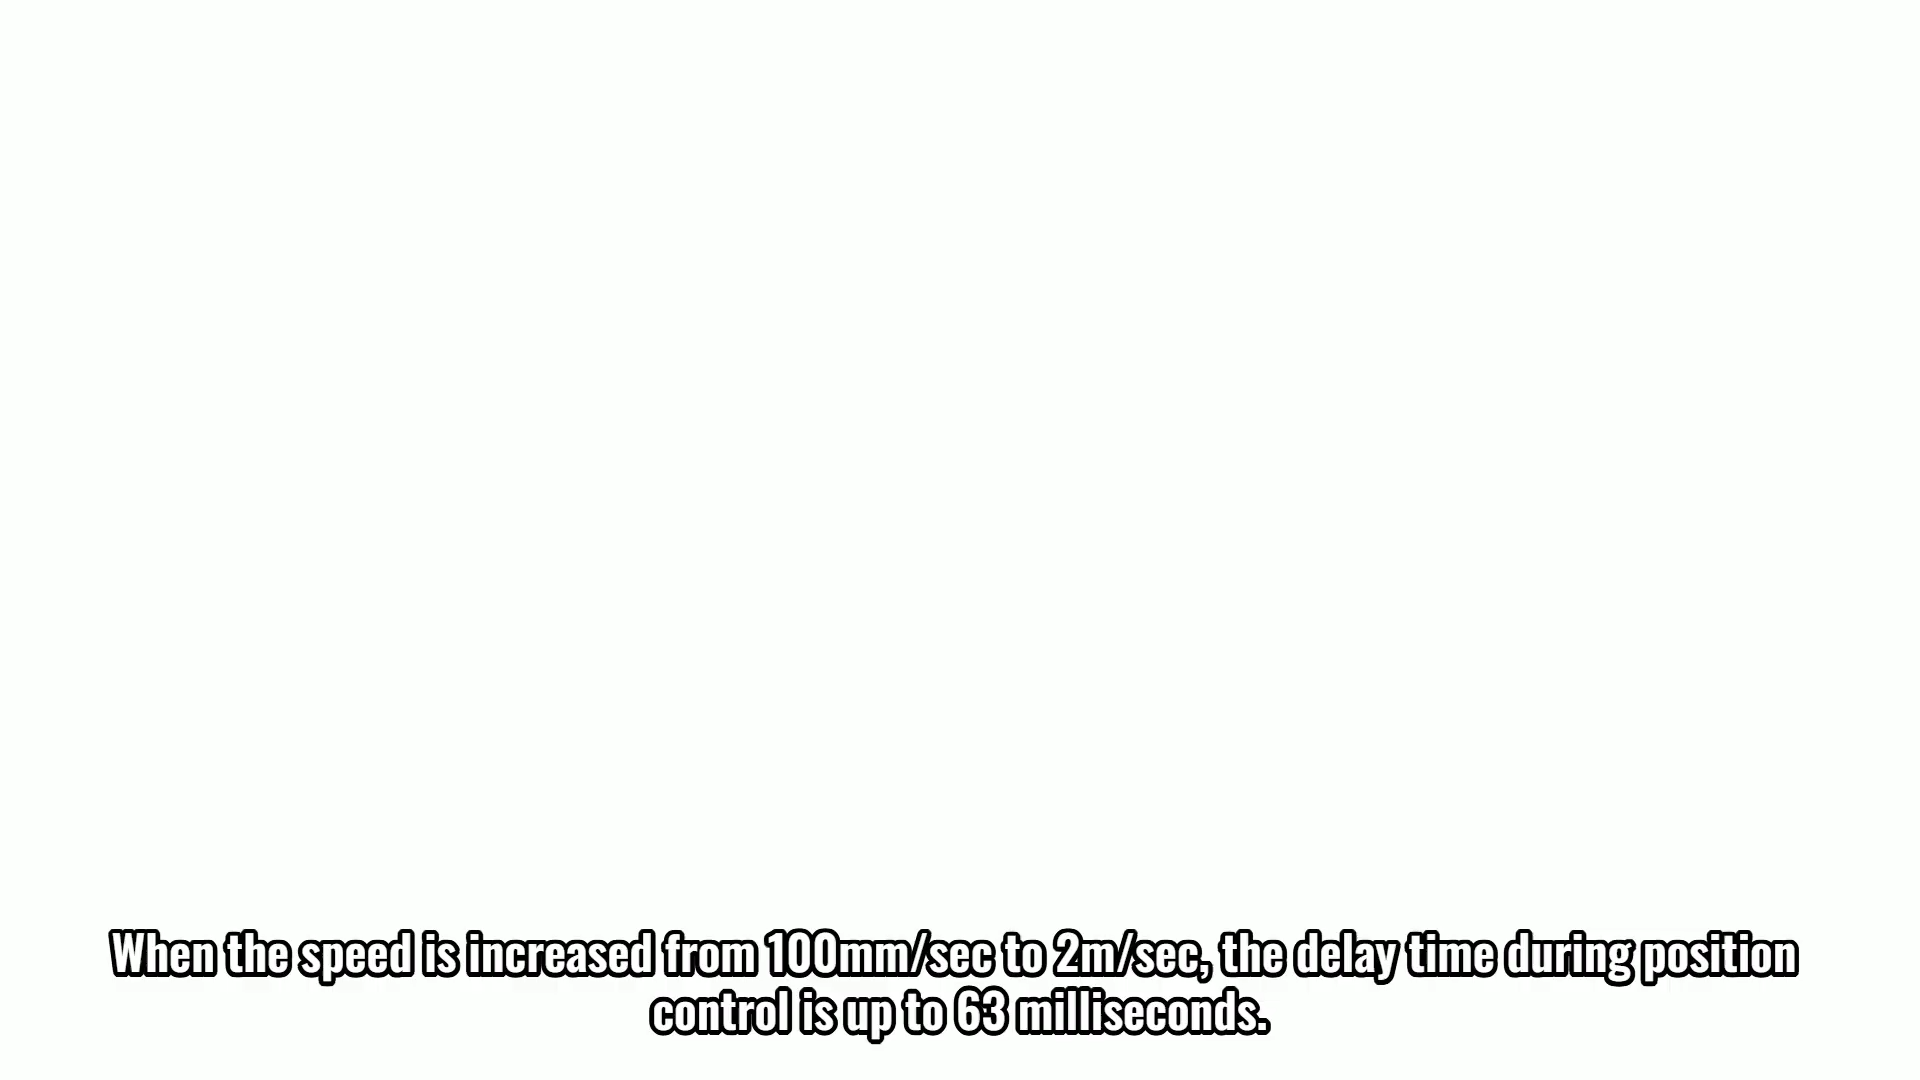 When the speed is increased from 100mm/sec to 2m/sec, the delay time during position
control is up to 63 milliseconds.